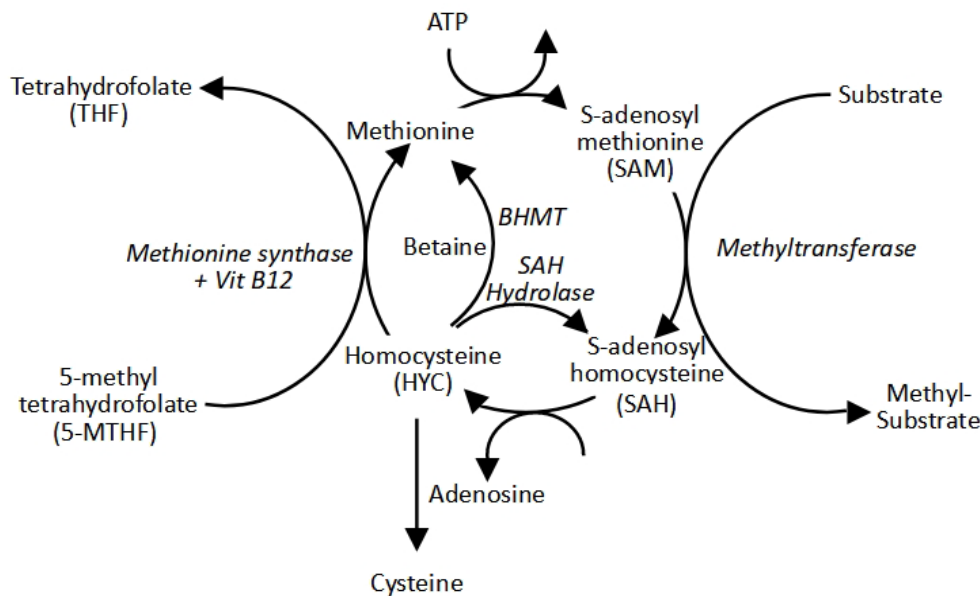 ATP
Tetrahydrofolate
(THF)
Methionine
S-adenosyl
methionine
(SAM)
Substrate
BHMT
Betaine
Methionine synthase
+ Vit B12
SAH
Hydrolase
Methyltransferase
Homocysteine
(HYC)
S-adenosyl
homocysteine
(SAH)
5-methyl
tetrahydrofolate
(5-MTHF)
Methyl-
Substrate
Adenosine
Cysteine